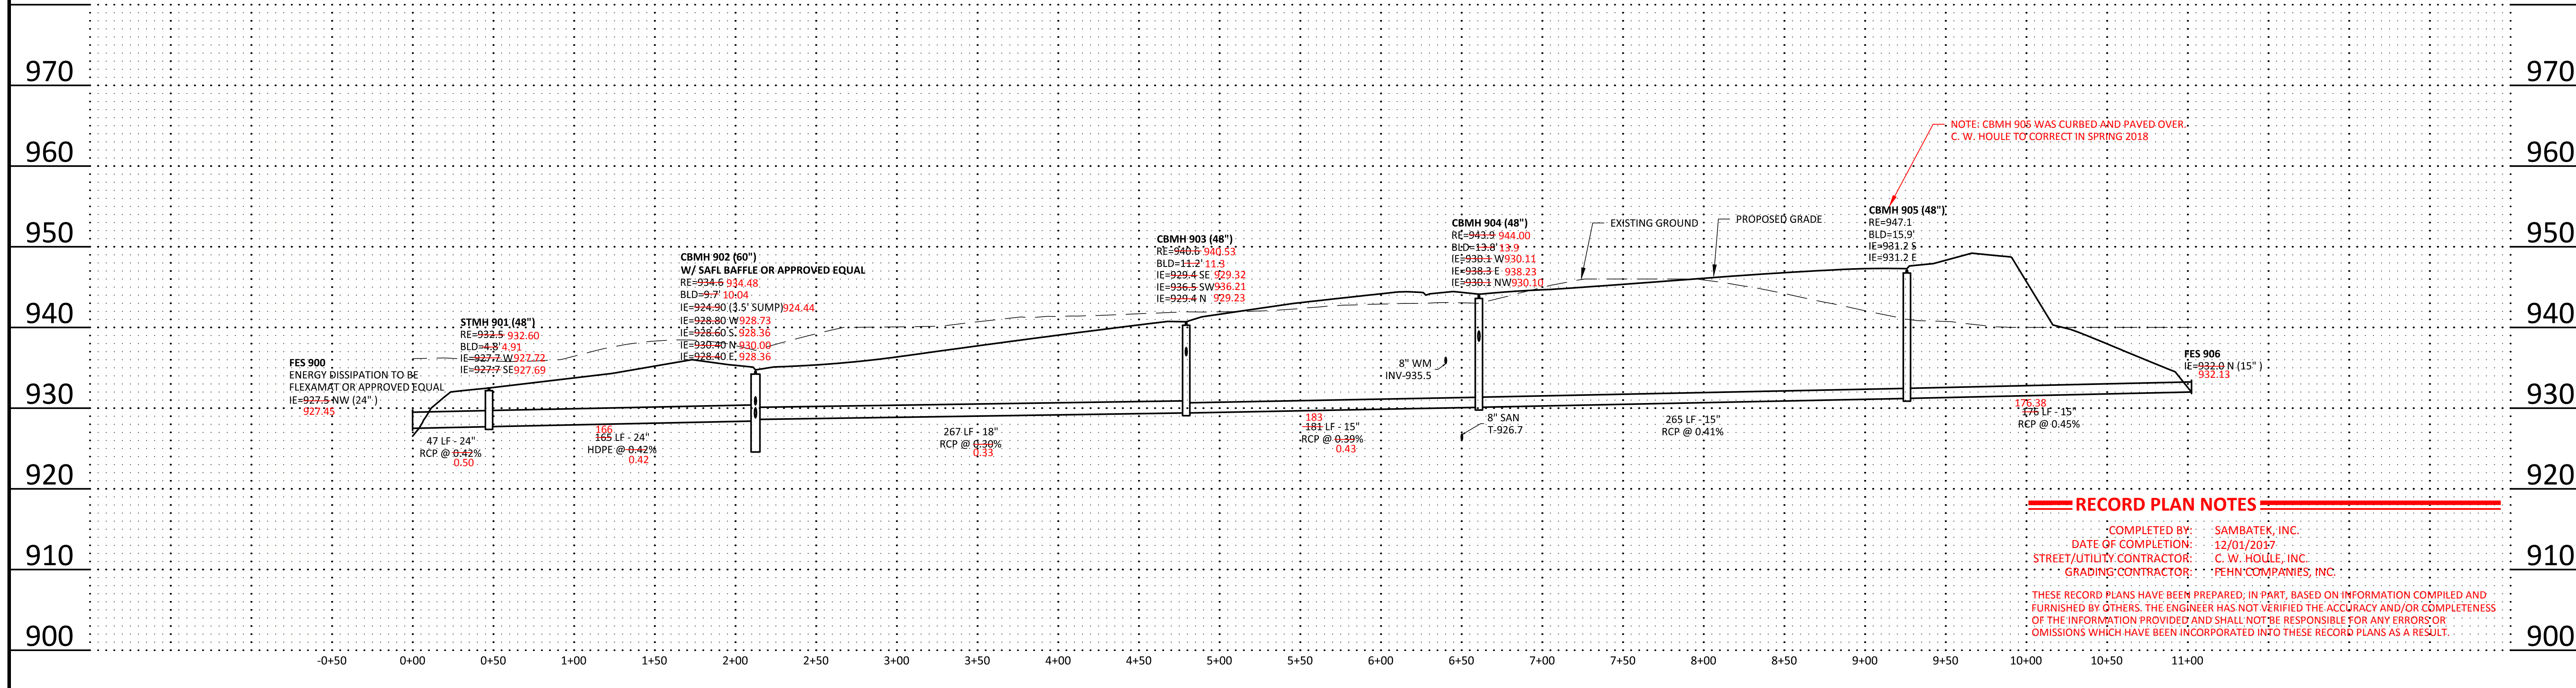 970
970
960
960
950
950
940
940
930
930
920
920
910
910
900
900
FES 900
ENERGY DISSIPATION TO BE
FLEXAMAT OR APPROVED EQUAL
IE=927.5 NW (24" )
927.45
STMH 901 (48")
RE=932.5 932.60
BLD=4.8' 4.91
IE=927.7 W 927.72
IE=927.7 SE 927.69
CBMH 902 (60")
W/ SAFL BAFFLE OR APPROVED EQUAL
RE=934.6 934.48
BLD=9.7' 10.04
IE=924.90 (3.5' SUMP) 924.44
IE=928.80 W 928.73
IE=928.60 S 928.36
IE=930.40 N 930.00
IE=928.40 E 928.36
CBMH 903 (48")
RE=940.6 940.53
BLD=11.2' 11.3
IE=929.4 SE 929.32
IE=936.5 SW 936.21
IE=929.4 N 929.23
CBMH 904 (48")
RE=943.9 944.00
BLD=13.8' 13.9
IE=930.1 W 930.11
IE=938.3 E 938.23
IE=930.1 NW 930.10
EXISTING GROUND
PROPOSED GRADE
NOTE: CBMH 905 WAS CURBED AND PAVED OVER.
C. W. HOULE TO CORRECT IN SPRING 2018
CBMH 905 (48")
RE=947.1
BLD=15.9'
IE=931.2 S
IE=931.2 E
FES 906
IE=932.0 N (15" )
932.13
8" WM
INV-935.5
8" SAN
T-926.7
47 LF - 24"
RCP @ 0.42%
0.50
166
165 LF - 24"
HDPE @ 0.42%
0.42
267 LF - 18"
RCP @ 0.30%
0.33
183
181 LF - 15"
RCP @ 0.39%
0.43
265 LF - 15"
RCP @ 0.41%
176.38
176 LF - 15"
RCP @ 0.45%
RECORD PLAN NOTES
COMPLETED BY: SAMBATEK, INC.
DATE OF COMPLETION: 12/01/2017
STREET/UTILITY CONTRACTOR: C. W. HOULE, INC.
GRADING CONTRACTOR: FEHN COMPANIES, INC.
THESE RECORD PLANS HAVE BEEN PREPARED, IN PART, BASED ON INFORMATION COMPILED AND
FURNISHED BY OTHERS. THE ENGINEER HAS NOT VERIFIED THE ACCURACY AND/OR COMPLETENESS
OF THE INFORMATION PROVIDED AND SHALL NOT BE RESPONSIBLE FOR ANY ERRORS OR
OMISSIONS WHICH HAVE BEEN INCORPORATED INTO THESE RECORD PLANS AS A RESULT.
-0+50 0+00 0+50 1+00 1+50 2+00 2+50 3+00 3+50 4+00 4+50 5+00 5+50 6+00 6+50 7+00 7+50 8+00 8+50 9+00 9+50 10+00 10+50 11+00